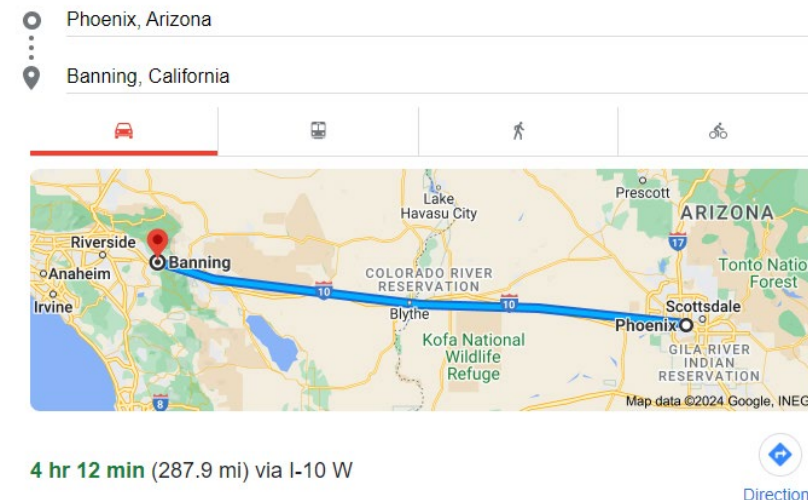 Phoenix, Arizona
Banning, California
Lake
Havasu City
Prescott
ARIZONA
17
Riverside
Banning
Anaheim
Irvine
COLORADO RIVER
RESERVATION
Tonto Natio
Forest
10
10
Blythe
Scottsdale
Phoenix
Kofa National
Wildlife
Refuge
GILA RIVER
INDIAN
RESERVATION
8
Map data ©2024 Google, INEG
4 hr 12 min (287.9 mi) via I-10 W
Direction